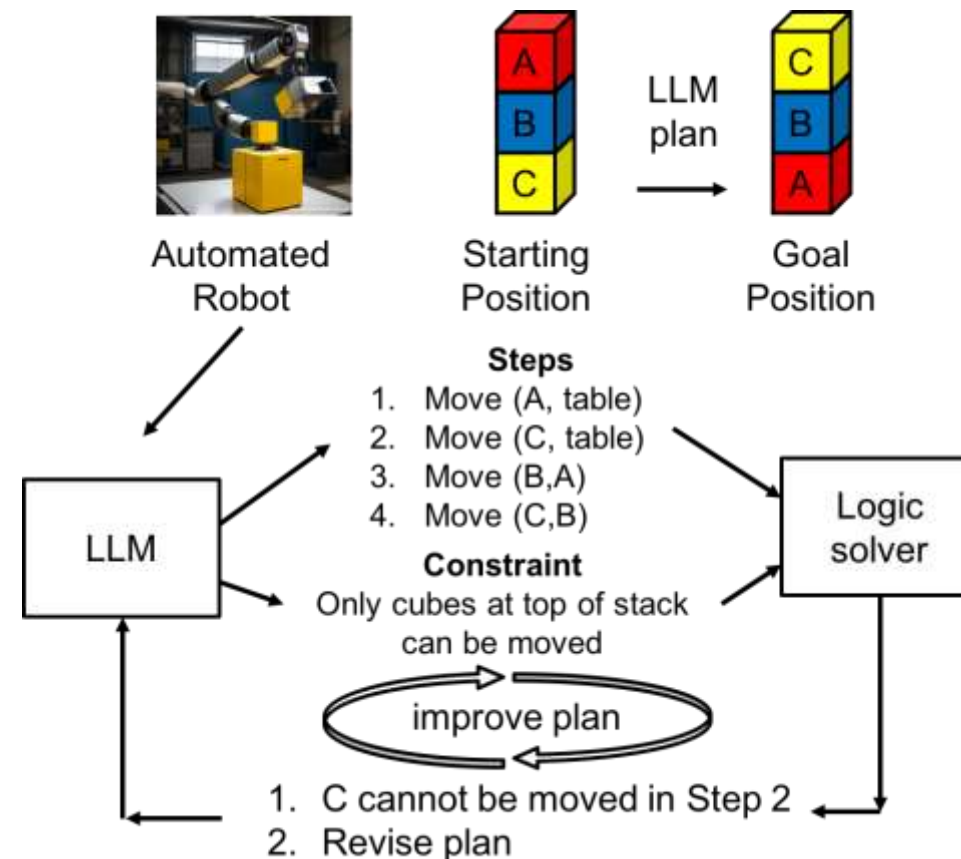 A
B
C
LLM
plan
C
B
A
Automated
Robot
Starting
Position
Goal
Position
Steps
1. Move (A, table)
2. Move (C, table)
3. Move (B,A)
4. Move (C,B)
LLM
Logic
solver
Constraint
Only cubes at top of stack
can be moved
improve plan
1. C cannot be moved in Step 2
2. Revise plan